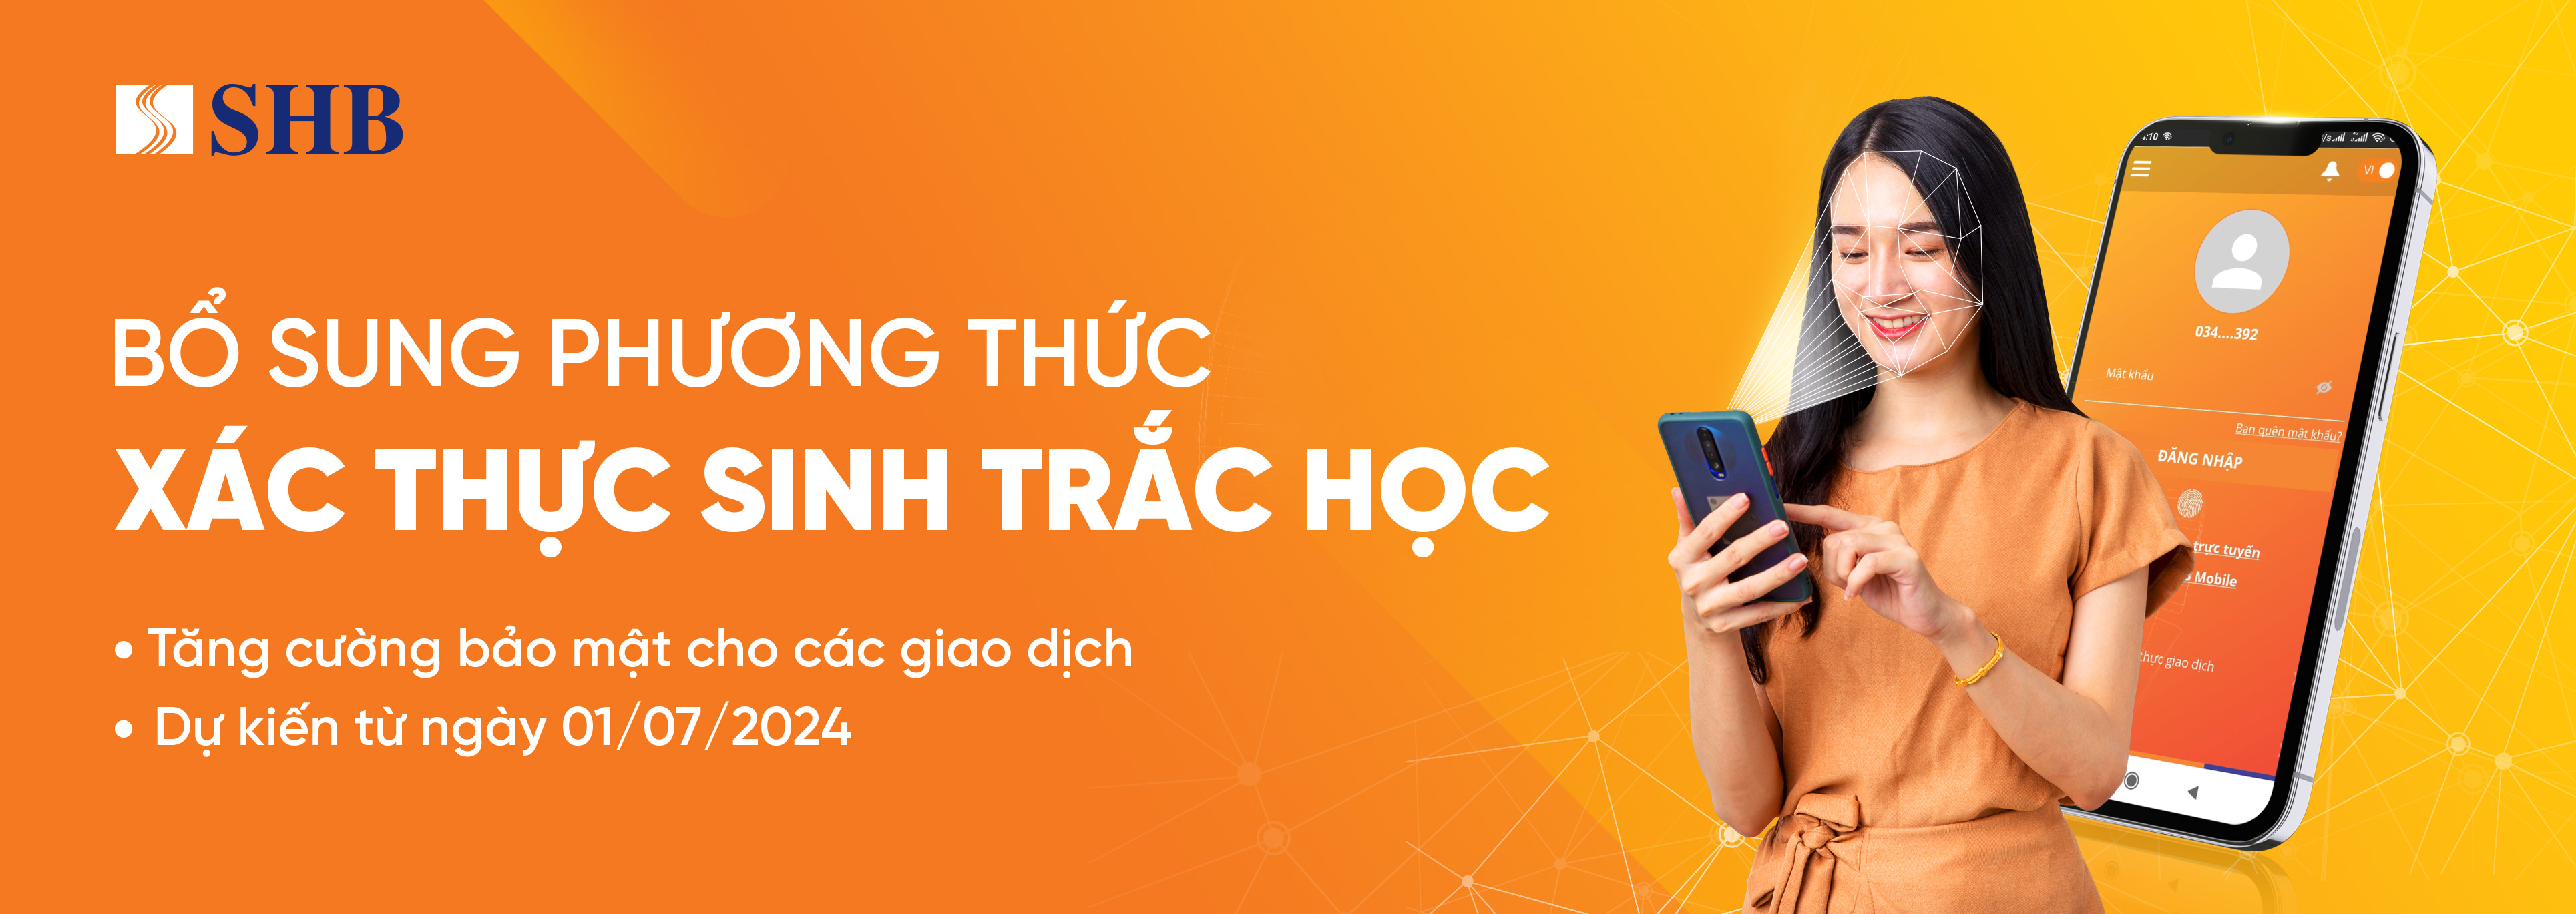 SHB
BỔ SUNG PHƯƠNG THỨC
XÁC THỰC SINH TRẮC HỌC
• Tăng cường bảo mật cho các giao dịch
• Dự kiến từ ngày 01/07/2024
:10
VI
034....392
Mật khẩu
Bạn quên mật khẩu?
ĐĂNG NHẬP
trực tuyến
Mobile
thực giao dịch